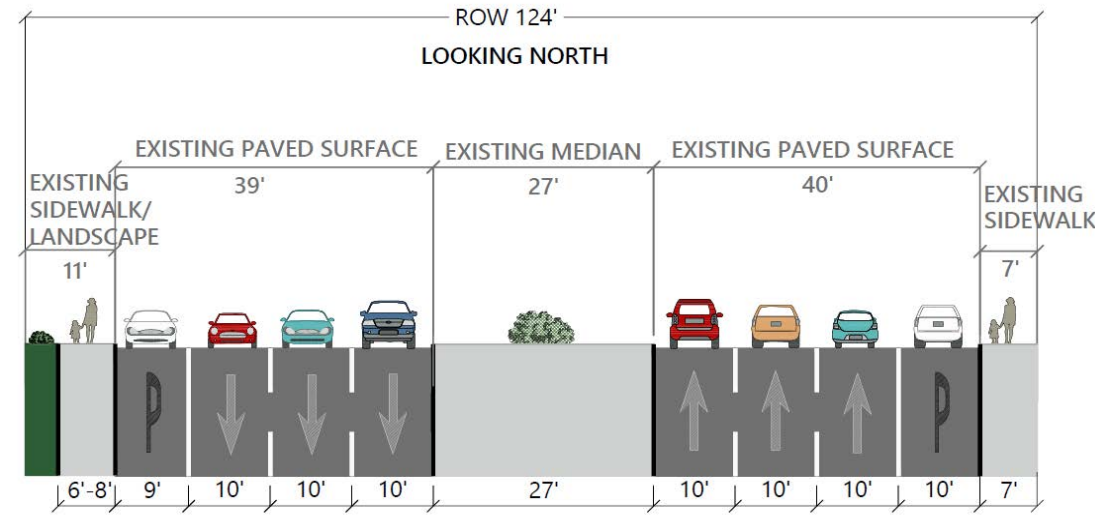 ROW 124'
LOOKING NORTH
EXISTING PAVED SURFACE
39'
EXISTING MEDIAN
27'
EXISTING PAVED SURFACE
40'
EXISTING
SIDEWALK/
LANDSCAPE
11'
EXISTING
SIDEWALK
7'
P
P
6'-8' 9' 10' 10' 10' 27' 10' 10' 10' 10' 7'